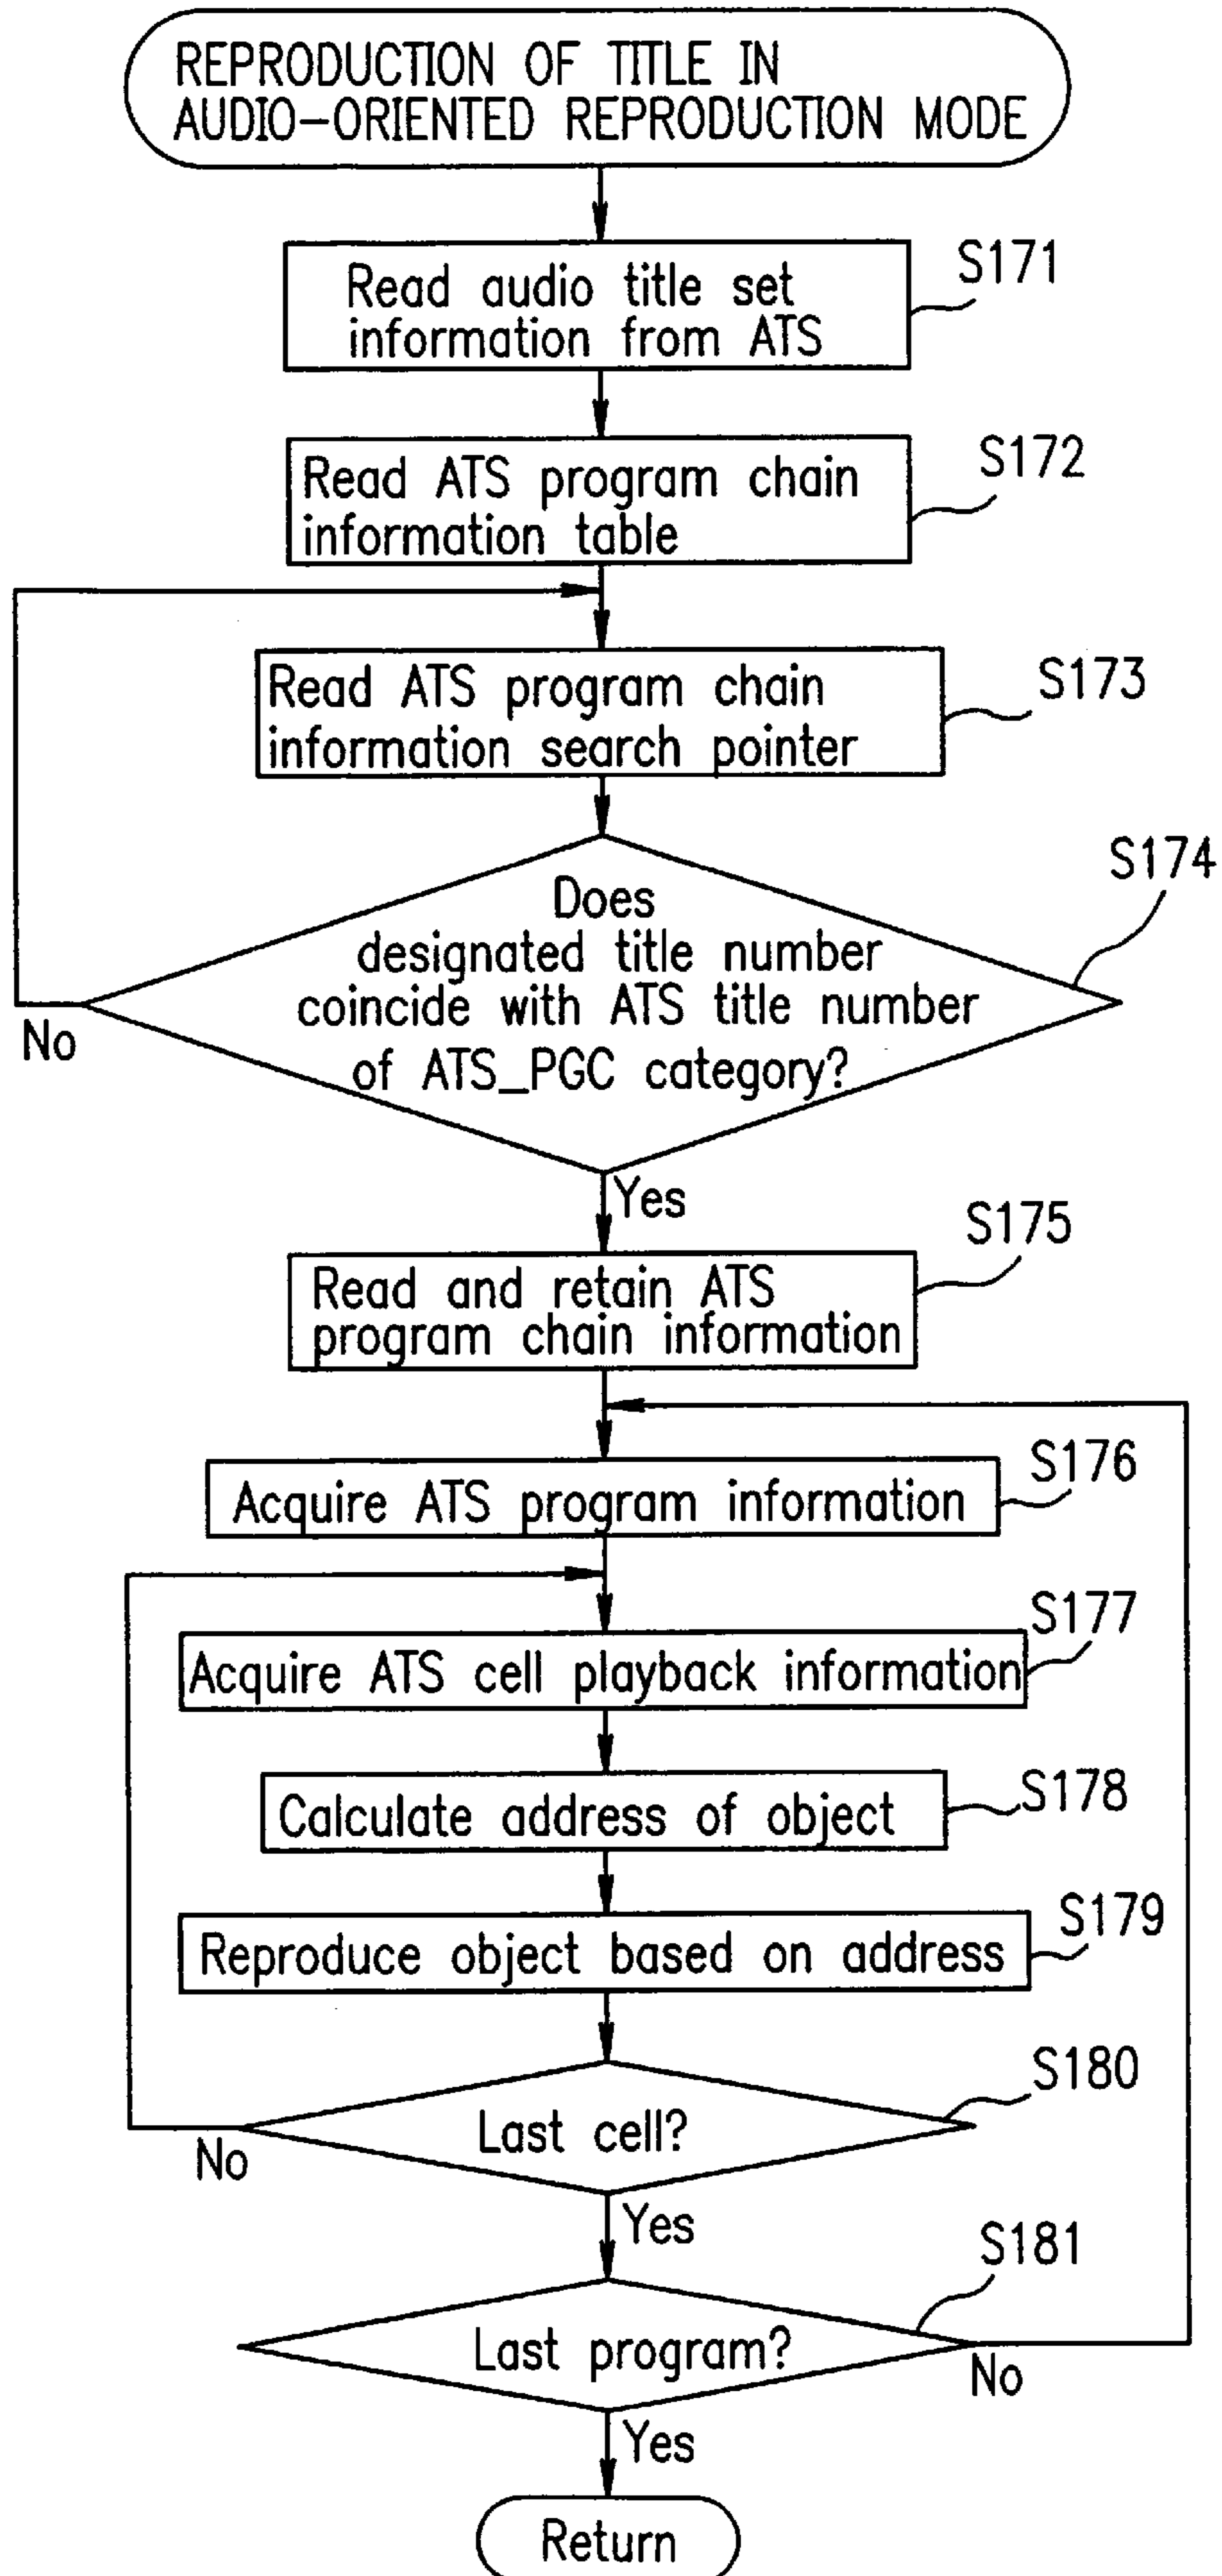 REPRODUCTION OF TITLE IN
AUDIO-ORIENTED REPRODUCTION MODE
S171
Read audio title set
information from ATS
S172
Read ATS program chain
information table
S173
Read ATS program chain
information search pointer
S174
Does
designated title number
coincide with ATS title number
of ATS_PGC category?
No
Yes
S175
Read and retain ATS
program chain information
S176
Acquire ATS program information
S177
Acquire ATS cell playback information
S178
Calculate address of object
S179
Reproduce object based on address
S180
Last cell?
No
Yes
S181
Last program?
No
Yes
Return